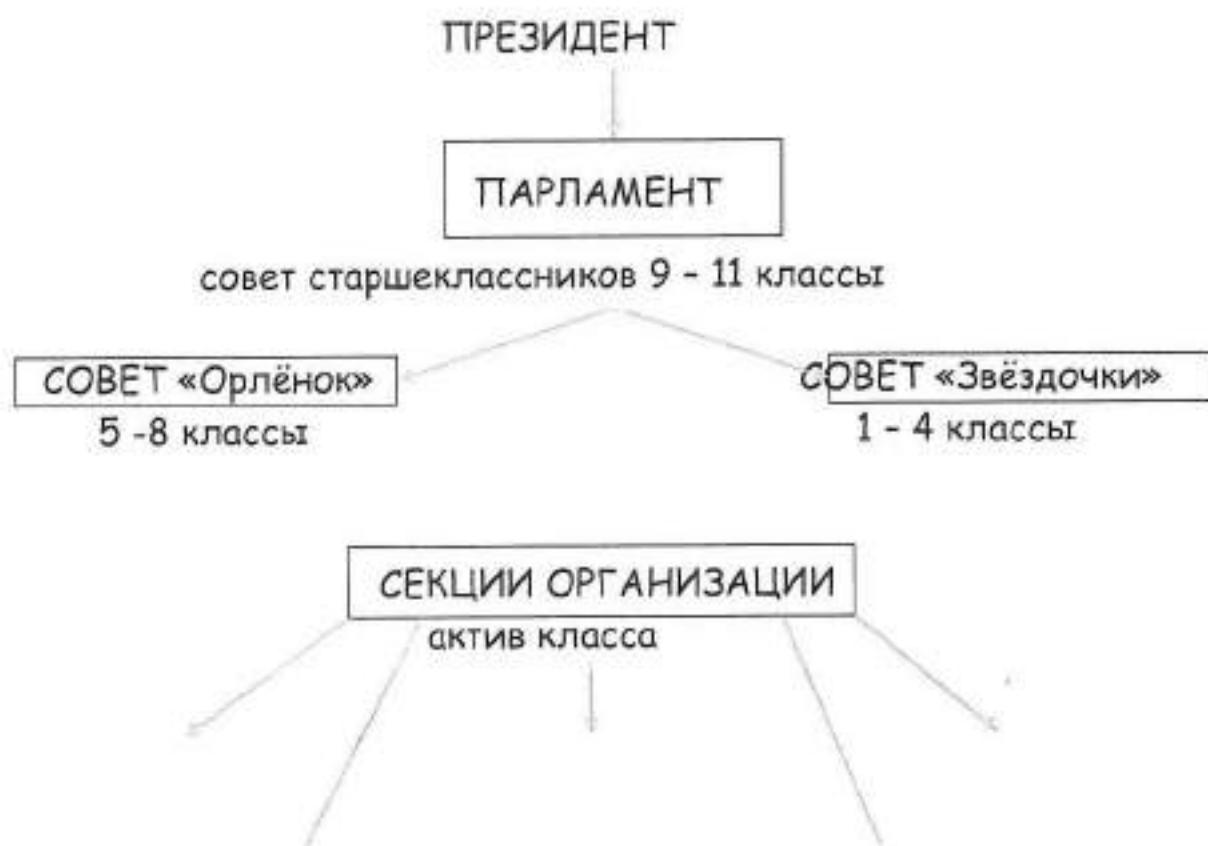 ПРЕЗИДЕНТ
ПАРЛАМЕНТ
совет старшеклассников 9 – 11 классы
СОВЕТ «Орлёнок»
5 -8 классы
СОВЕТ «Звёздочки»
1 – 4 классы
СЕКЦИИ ОРГАНИЗАЦИИ
актив класса